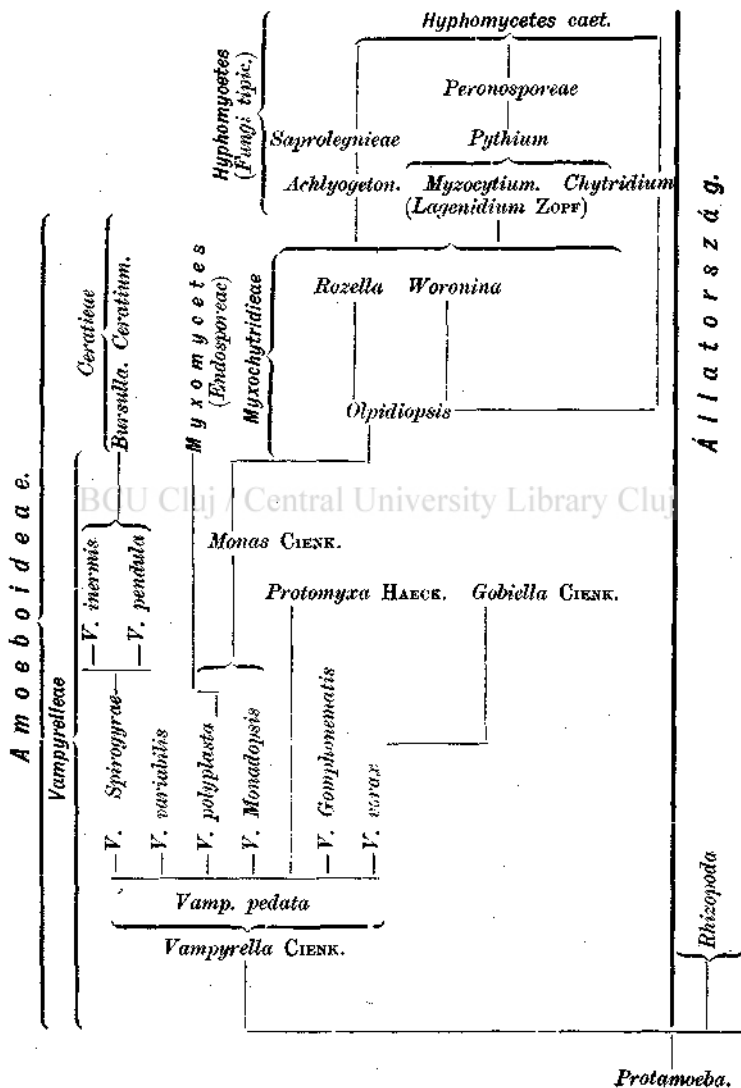 Hyphomycetes caet.
Hyphomycetes
(Fungi tipic.)
Peronosporeae
Saprolegnieae
Pythium
Achlyogeton.
Myzocytium.
Chytridium
(Lagenidium ZOPF)
Állatország.
Ceratieae
Bursulla. Ceratium.
Myxomycetes
(Endosporeae)
Myxochytridieae
Rozella
Woronina
Olpidiopsis
BCU Cluj / Central University Library Cluj
Amoeboideae.
Vampyrelleae
V. inermis
V. pendula
Monas CIENK.
Protomyxa HAECK.
Gobiella CIENK.
V. Spirogyrae
V. variabilis
V. polyplasta
V. Monadopsis
V. Gomphonematis
V. vorax
Vamp. pedata
Vampyrella CIENK.
Rhizopoda
Protamoeba.